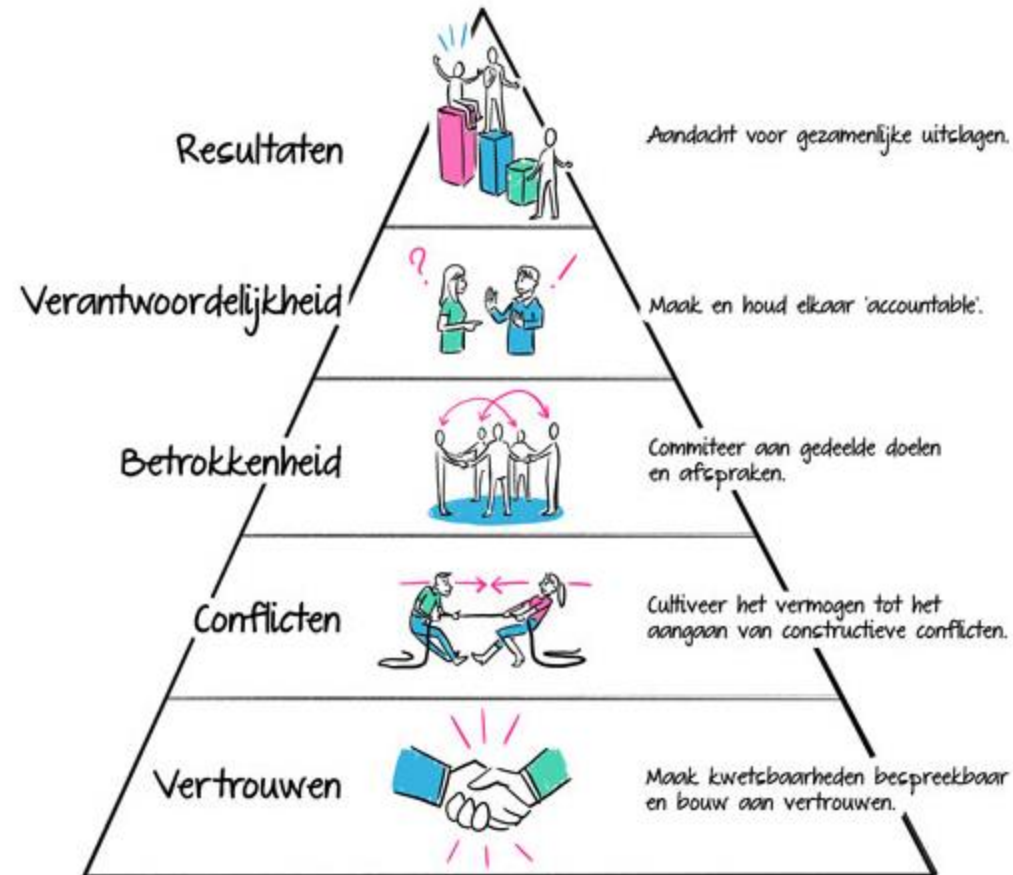 Resultaten
Aandacht voor gezamenlijke uitslagen.
?
!
Verantwoordelijkheid
Maak en houd elkaar 'accountable'.
Betrokkenheid
Commiteer aan gedeelde doelen
en afspraken.
Conflicten
Cultiveer het vermogen tot het
aangaan van constructieve conflicten.
Vertrouwen
Maak kwetsbaarheden bespreekbaar
en bouw aan vertrouwen.